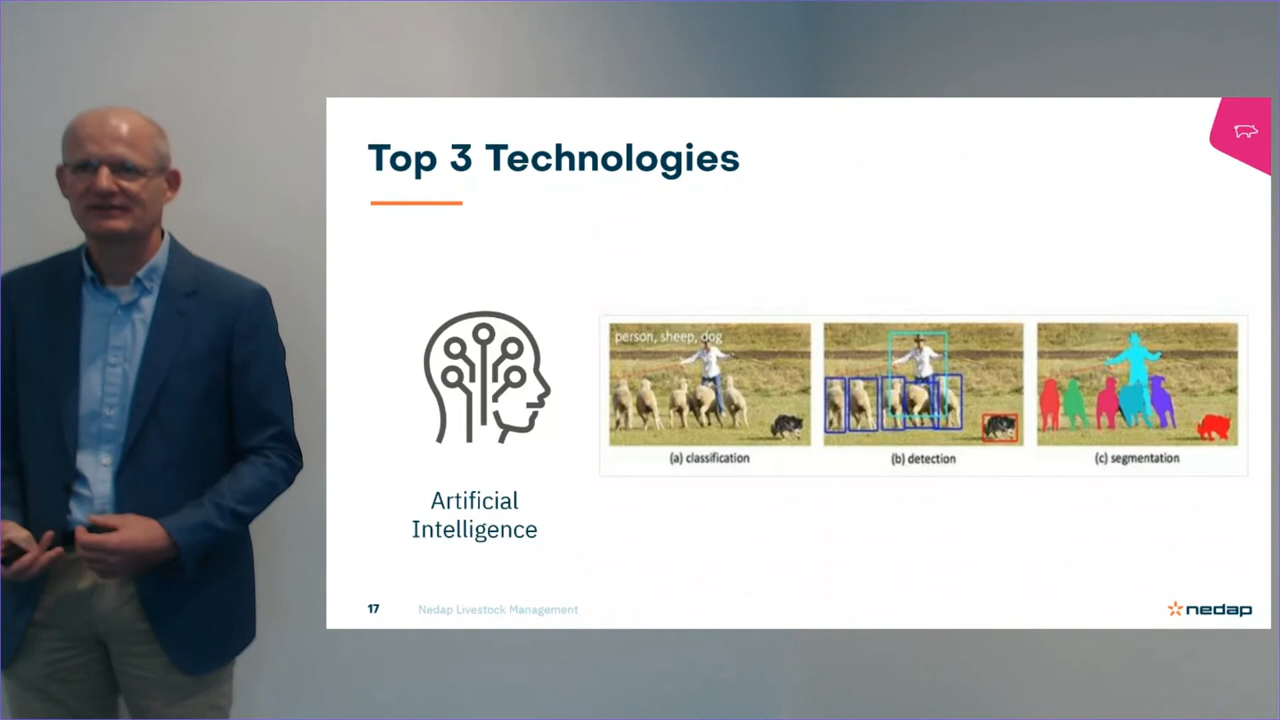 Top 3 Technologies
person, sheep, dog
(a) classification
(b) detection
(c) segmentation
Artificial
Intelligence
17
Nedap Livestock Management
nedap